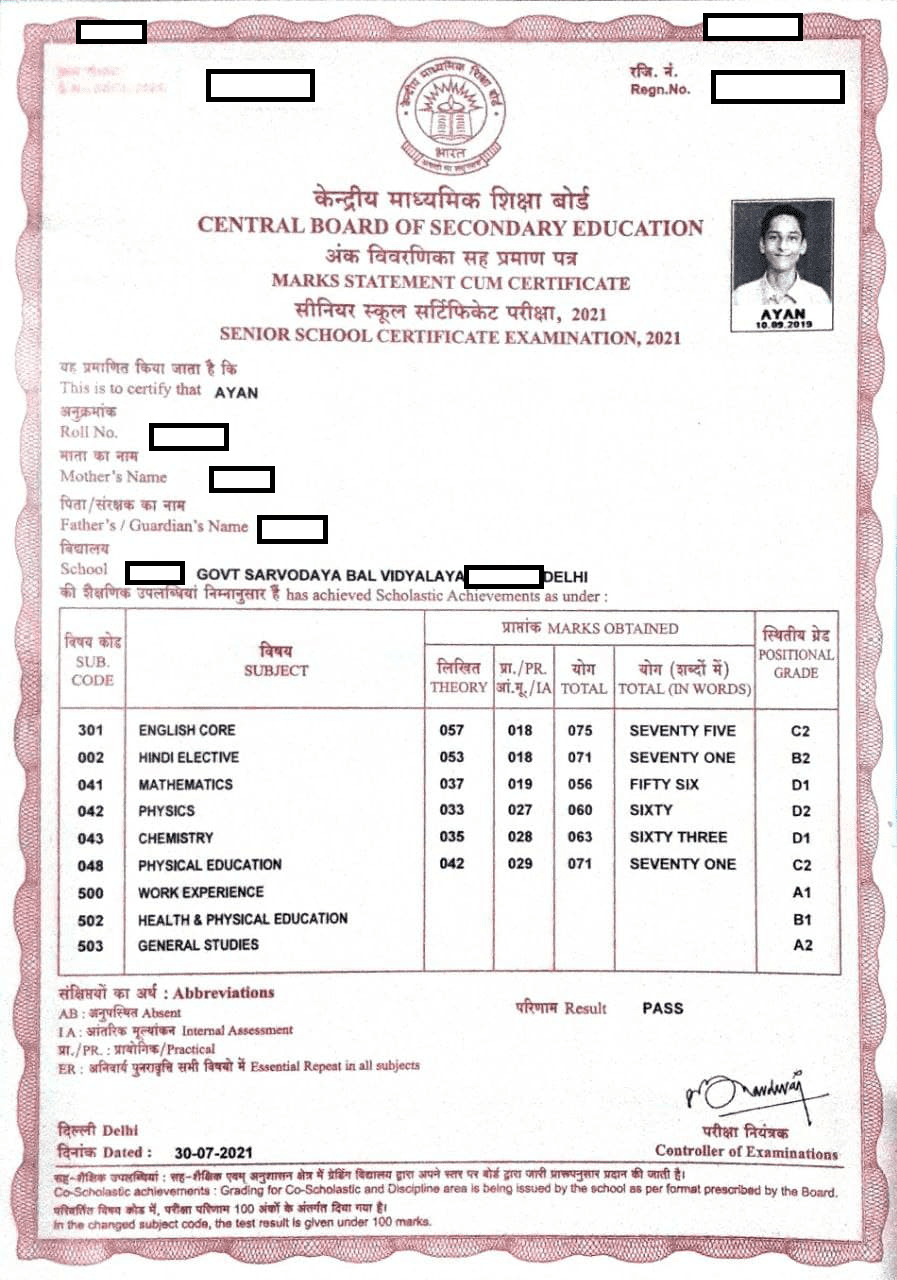 रजि. नं.
Regn.No.
केन्द्रीय माध्यमिक शिक्षा बोर्ड
भारत
केन्द्रीय माध्यमिक शिक्षा बोर्ड
CENTRAL BOARD OF SECONDARY EDUCATION
अंक विवरणिका सह प्रमाण पत्र
MARKS STATEMENT CUM CERTIFICATE
सीनियर स्कूल सर्टिफिकेट परीक्षा, 2021
SENIOR SCHOOL CERTIFICATE EXAMINATION, 2021
AYAN
10.09.2019
यह प्रमाणित किया जाता है कि
This is to certify that AYAN
अनुक्रमांक
Roll No.
माता का नाम
Mother's Name
पिता/संरक्षक का नाम
Father's / Guardian's Name
विद्यालय
School GOVT SARVODAYA BAL VIDYALAYA DELHI
की शैक्षणिक उपलब्धियां निम्नानुसार हैं has achieved Scholastic Achievements as under :
विषय कोड SUB. CODE विषय SUBJECT प्राप्तांक MARKS OBTAINED स्थितीय ग्रेड POSITIONAL GRADE
लिखित THEORY प्रा./PR. आं.मू./IA योग TOTAL योग (शब्दों में) TOTAL (IN WORDS)
301 ENGLISH CORE 057 018 075 SEVENTY FIVE C2
002 HINDI ELECTIVE 053 018 071 SEVENTY ONE B2
041 MATHEMATICS 037 019 056 FIFTY SIX D1
042 PHYSICS 033 027 060 SIXTY D2
043 CHEMISTRY 035 028 063 SIXTY THREE D1
048 PHYSICAL EDUCATION 042 029 071 SEVENTY ONE C2
500 WORK EXPERIENCE A1
502 HEALTH & PHYSICAL EDUCATION B1
503 GENERAL STUDIES A2
संक्षिप्तियों का अर्थ : Abbreviations
AB : अनुपस्थित Absent
IA : आंतरिक मूल्यांकन Internal Assessment
प्रा./PR. : प्रायोगिक/Practical
ER : अनिवार्य पुनरावृत्ति सभी विषयों में Essential Repeat in all subjects
परिणाम Result PASS
दिल्ली Delhi
दिनांक Dated : 30-07-2021
परीक्षा नियंत्रक
Controller of Examinations
सह-शैक्षिक उपलब्धियां : सह-शैक्षिक एवम् अनुशासन क्षेत्र में ग्रेडिंग विद्यालय द्वारा अपने स्तर पर बोर्ड द्वारा जारी प्रारूपनुसार प्रदान की जाती है।
Co-Scholastic achievements : Grading for Co-Scholastic and Discipline area is being issued by the school as per format prescribed by the Board.
परिवर्तित विषय कोड में, परीक्षा परिणाम 100 अंकों के अंतर्गत दिया गया है।
In the changed subject code, the test result is given under 100 marks.